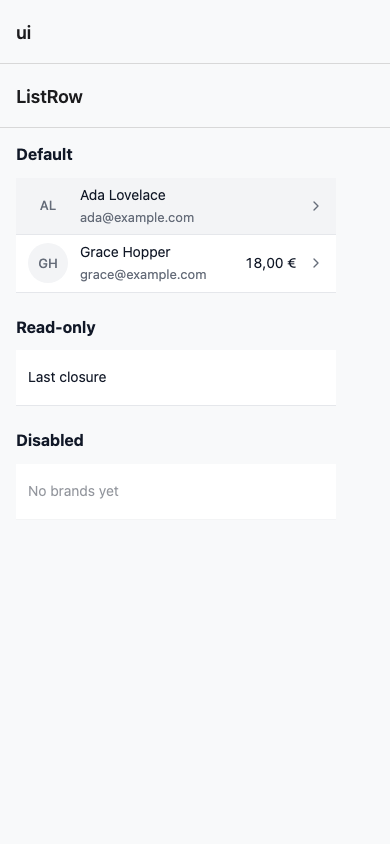 ui
ListRow
Default
AL
Ada Lovelace
ada@example.com
GH
Grace Hopper
grace@example.com
18,00 €
Read-only
Last closure
Disabled
No brands yet